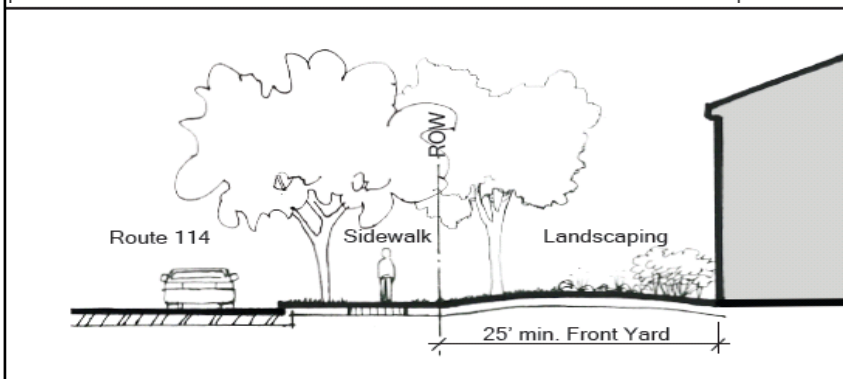 ROW
Route 114
Sidewalk
Landscaping
25' min. Front Yard